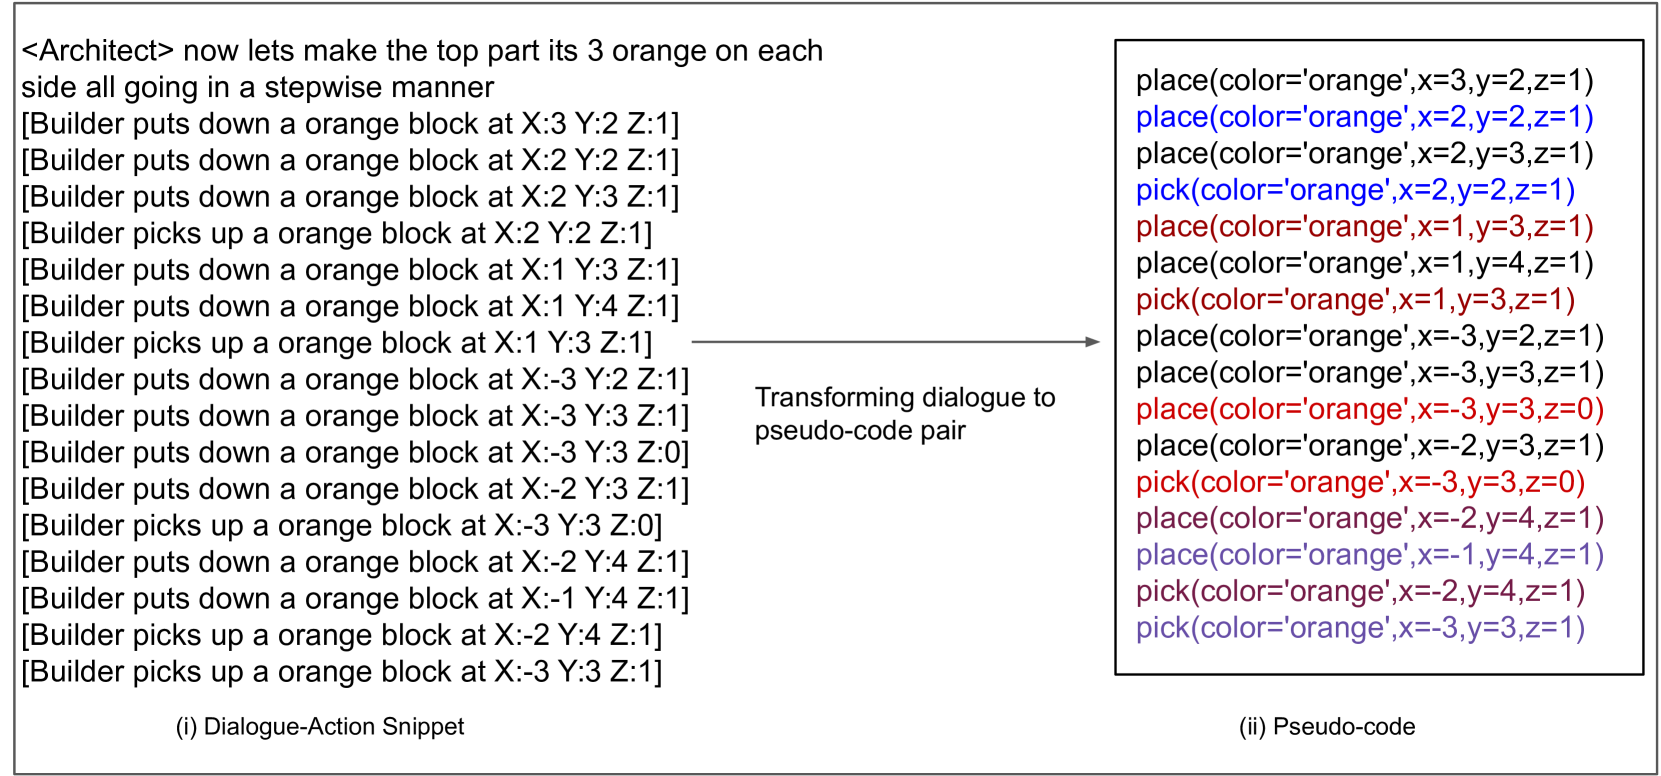 <Architect> now lets make the top part its 3 orange on each
side all going in a stepwise manner
[Builder puts down a orange block at X:3 Y:2 Z:1]
[Builder puts down a orange block at X:2 Y:2 Z:1]
[Builder puts down a orange block at X:2 Y:3 Z:1]
[Builder picks up a orange block at X:2 Y:2 Z:1]
[Builder puts down a orange block at X:1 Y:3 Z:1]
[Builder puts down a orange block at X:1 Y:4 Z:1]
[Builder picks up a orange block at X:1 Y:3 Z:1]
[Builder puts down a orange block at X:-3 Y:2 Z:1]
[Builder puts down a orange block at X:-3 Y:3 Z:1]
[Builder puts down a orange block at X:-3 Y:3 Z:0]
[Builder puts down a orange block at X:-2 Y:3 Z:1]
[Builder picks up a orange block at X:-3 Y:3 Z:0]
[Builder puts down a orange block at X:-2 Y:4 Z:1]
[Builder puts down a orange block at X:-1 Y:4 Z:1]
[Builder picks up a orange block at X:-2 Y:4 Z:1]
[Builder picks up a orange block at X:-3 Y:3 Z:1]
(i) Dialogue-Action Snippet
Transforming dialogue to
pseudo-code pair
place(color='orange',x=3,y=2,z=1)
place(color='orange',x=2,y=2,z=1)
place(color='orange',x=2,y=3,z=1)
pick(color='orange',x=2,y=2,z=1)
place(color='orange',x=1,y=3,z=1)
place(color='orange',x=1,y=4,z=1)
pick(color='orange',x=1,y=3,z=1)
place(color='orange',x=-3,y=2,z=1)
place(color='orange',x=-3,y=3,z=1)
place(color='orange',x=-3,y=3,z=0)
place(color='orange',x=-2,y=3,z=1)
pick(color='orange',x=-3,y=3,z=0)
place(color='orange',x=-2,y=4,z=1)
place(color='orange',x=-1,y=4,z=1)
pick(color='orange',x=-2,y=4,z=1)
pick(color='orange',x=-3,y=3,z=1)
(ii) Pseudo-code